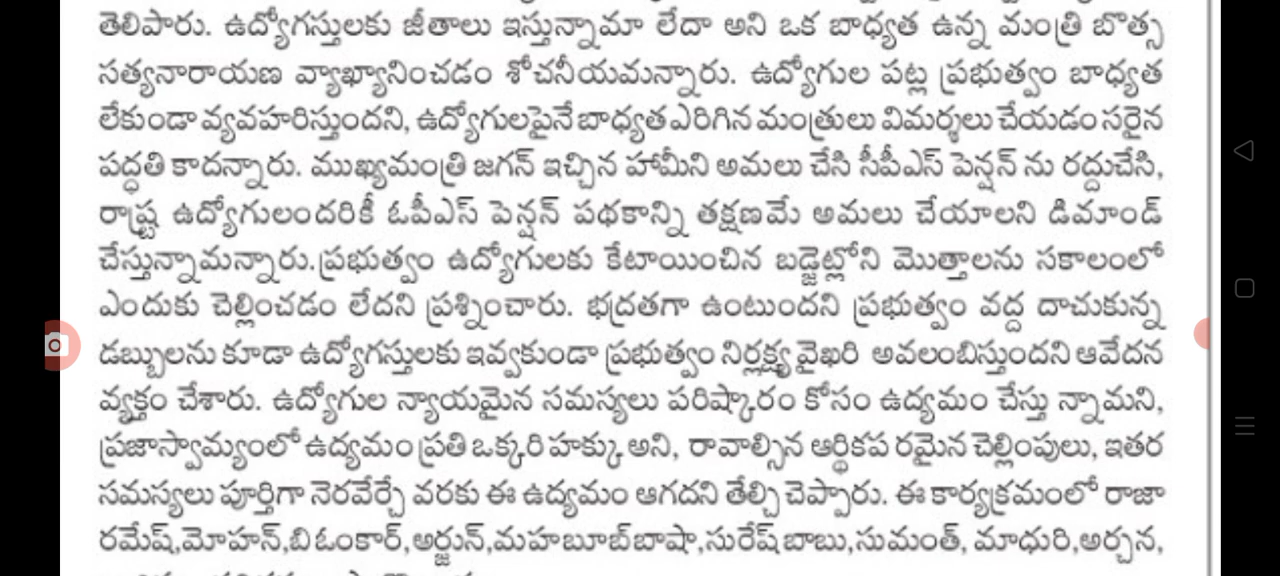 తెలిపారు. ఉద్యోగస్తులకు జీతాలు ఇస్తున్నామా లేదా అని ఒక బాధ్యత ఉన్న మంత్రి బొత్స
సత్యనారాయణ వ్యాఖ్యానించడం శోచనీయమన్నారు. ఉద్యోగుల పట్ల ప్రభుత్వం బాధ్యత
లేకుండా వ్యవహరిస్తుందని, ఉద్యోగులపైనే బాధ్యత ఎరిగిన మంత్రులు విమర్శలు చేయడం సరైన
పద్ధతి కాదన్నారు. ముఖ్యమంత్రి జగన్ ఇచ్చిన హామీని అమలు చేసి సీపీఎస్ పెన్షన్ ను రద్దుచేసి,
రాష్ట్ర ఉద్యోగులందరికీ ఓపీఎస్ పెన్షన్ పథకాన్ని తక్షణమే అమలు చేయాలని డిమాండ్
చేస్తున్నామన్నారు.ప్రభుత్వం ఉద్యోగులకు కేటాయించిన బడ్జెట్లోని మొత్తాలను సకాలంలో
ఎందుకు చెల్లించడం లేదని ప్రశ్నించారు. భద్రతగా ఉంటుందని ప్రభుత్వం వద్ద దాచుకున్న
డబ్బులను కూడా ఉద్యోగస్తులకు ఇవ్వకుండా ప్రభుత్వం నిర్లక్ష్య వైఖరి అవలంబిస్తుందని ఆవేదన
వ్యక్తం చేశారు. ఉద్యోగుల న్యాయమైన సమస్యలు పరిష్కారం కోసం ఉద్యమం చేస్తు న్నామని,
ప్రజాస్వామ్యంలో ఉద్యమం ప్రతి ఒక్కరి హక్కు అని, రావాల్సిన ఆర్థికప రమైన చెల్లింపులు, ఇతర
సమస్యలు పూర్తిగా నెరవేర్చే వరకు ఈ ఉద్యమం ఆగదని తేల్చి చెప్పారు. ఈ కార్యక్రమంలో రాజా
రమేష్,మోహన్,బి ఓంకార్,అర్జున్,మహబూబ్ బాషా,సురేష్ బాబు,సుమంత్, మాధురి,అర్చన,